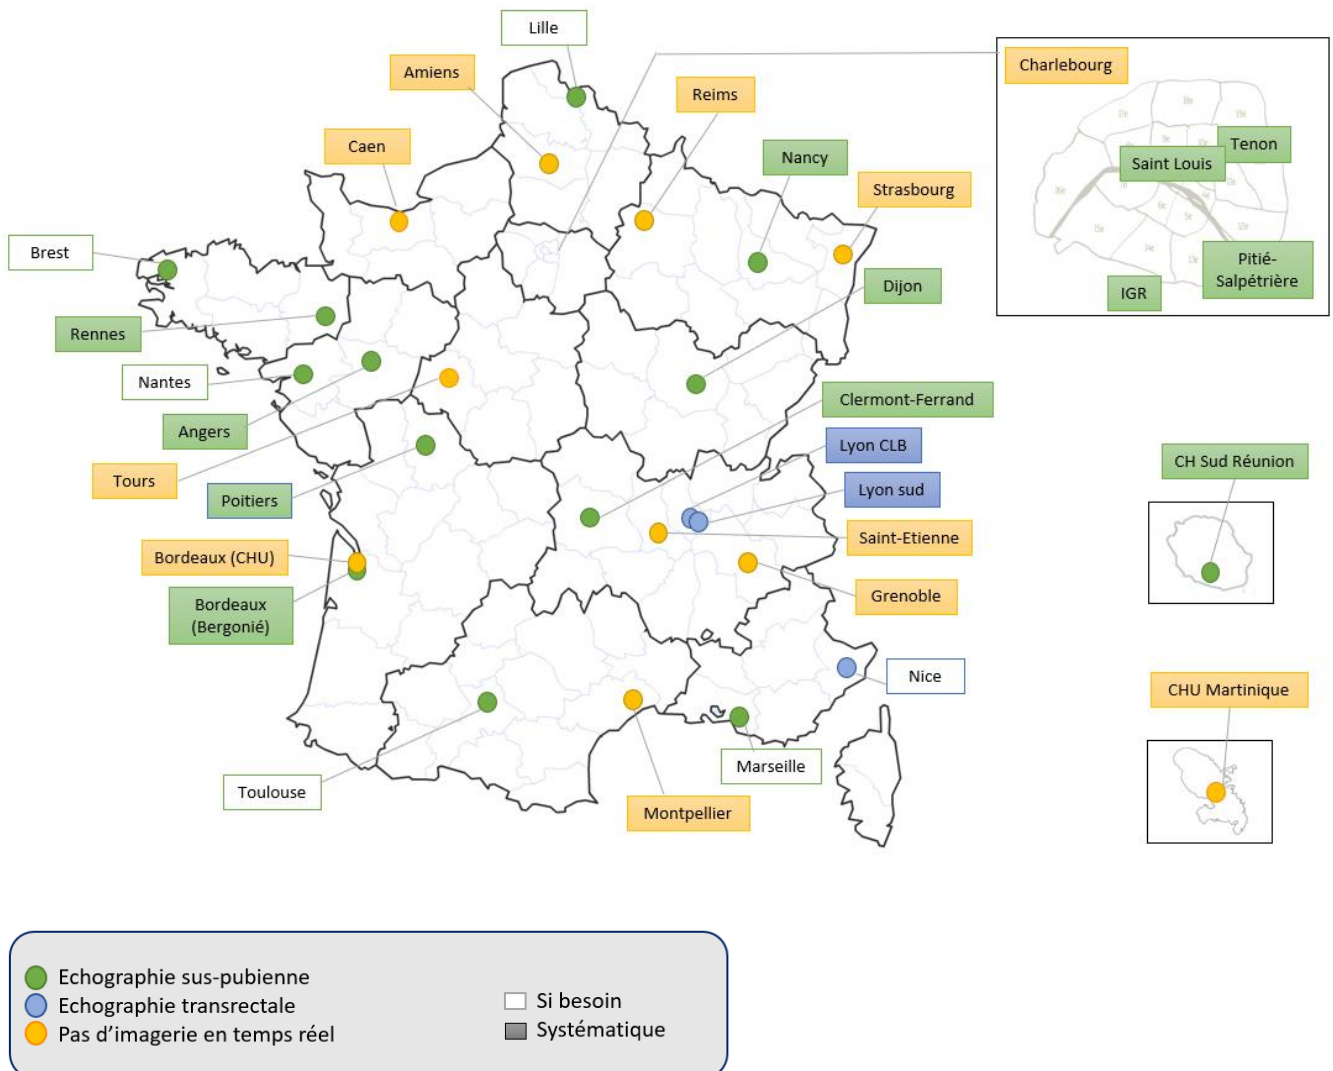 Lille
Charlebourg
Amiens
Reims
Caen
Nancy
Tenon
Saint Louis
Strasbourg
Brest
Pitié-
Salpétrière
Dijon
IGR
Rennes
Nantes
Clermont-Ferrand
Angers
Lyon CLB
CH Sud Réunion
Tours
Lyon sud
Poitiers
Saint-Etienne
Bordeaux (CHU)
Grenoble
Bordeaux
(Bergonié)
Nice
CHU Martinique
Marseille
Toulouse
Montpellier
Echographie sus-pubienne
Echographie transrectale
Pas d’imagerie en temps réel
Si besoin
Systématique